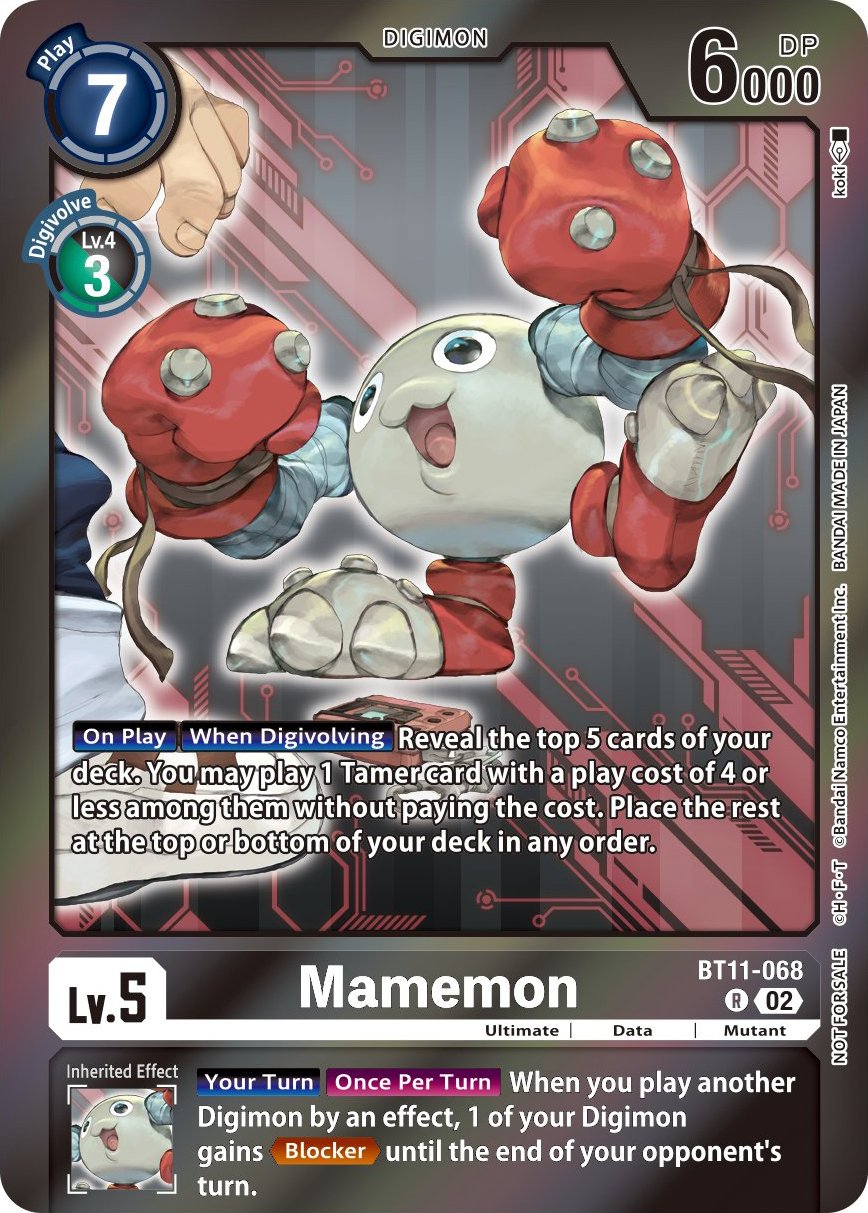 DIGIMON
Play
7
DP
6000
Digivolve
Lv.4
3
koki
On Play When Digivolving Reveal the top 5 cards of your
deck. You may play 1 Tamer card with a play cost of 4 or
less among them without paying the cost. Place the rest
at the top or bottom of your deck in any order.
©H•F•T ©Bandai Namco Entertainment Inc. BANDAI MADE IN JAPAN
NOT FOR SALE
Lv.5
Mamemon
BT11-068
R 02
Ultimate | Data | Mutant
Inherited Effect
Your Turn Once Per Turn When you play another
Digimon by an effect, 1 of your Digimon
gains Blocker until the end of your opponent's
turn.